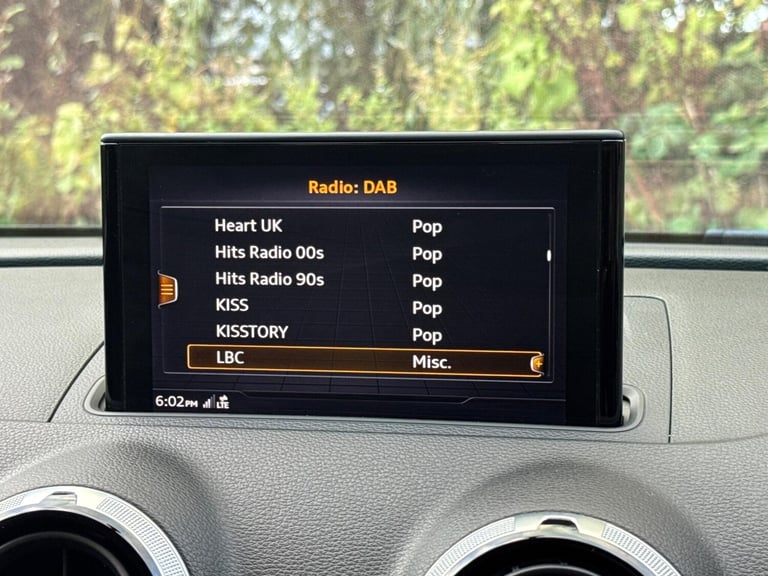 Radio: DAB
Heart UK Pop
Hits Radio 00s Pop
Hits Radio 90s Pop
KISS Pop
KISSTORY Pop
LBC Misc.
6:02PM LTE